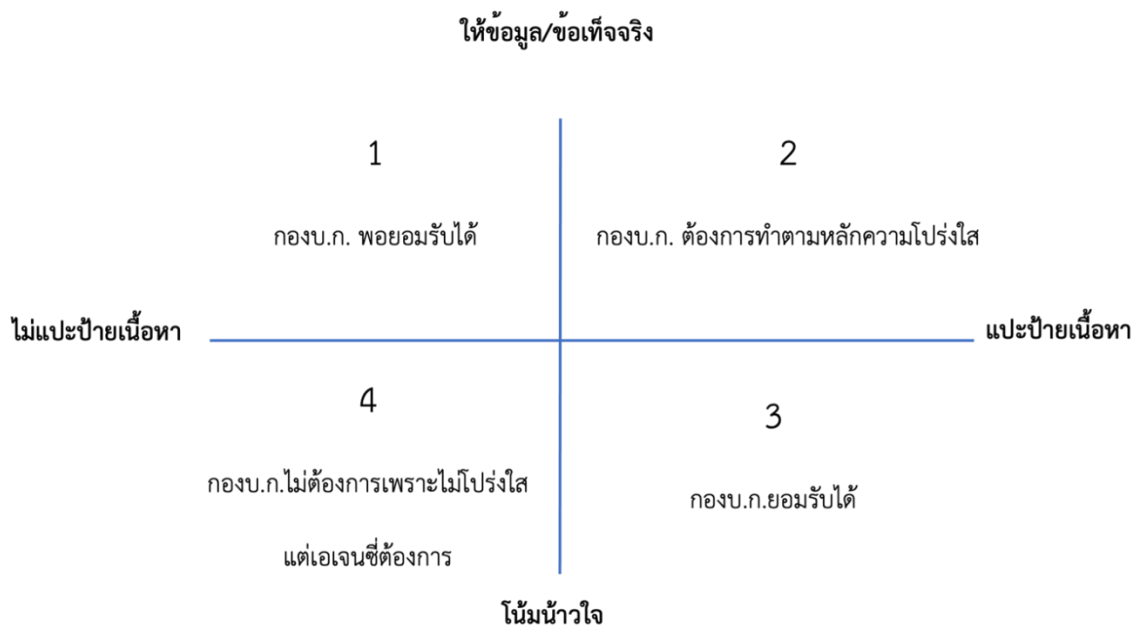 ให้ข้อมูล/ข้อเท็จจริง
1
2
กองบ.ก. พอยอมรับได้
กองบ.ก. ต้องการทำตามหลักความโปร่งใส
ไม่แปะป้ายเนื้อหา
แปะป้ายเนื้อหา
4
3
กองบ.ก.ไม่ต้องการเพราะไม่โปร่งใส
กองบ.ก.ยอมรับได้
แต่เอเจนซี่ต้องการ
โน้มน้าวใจ